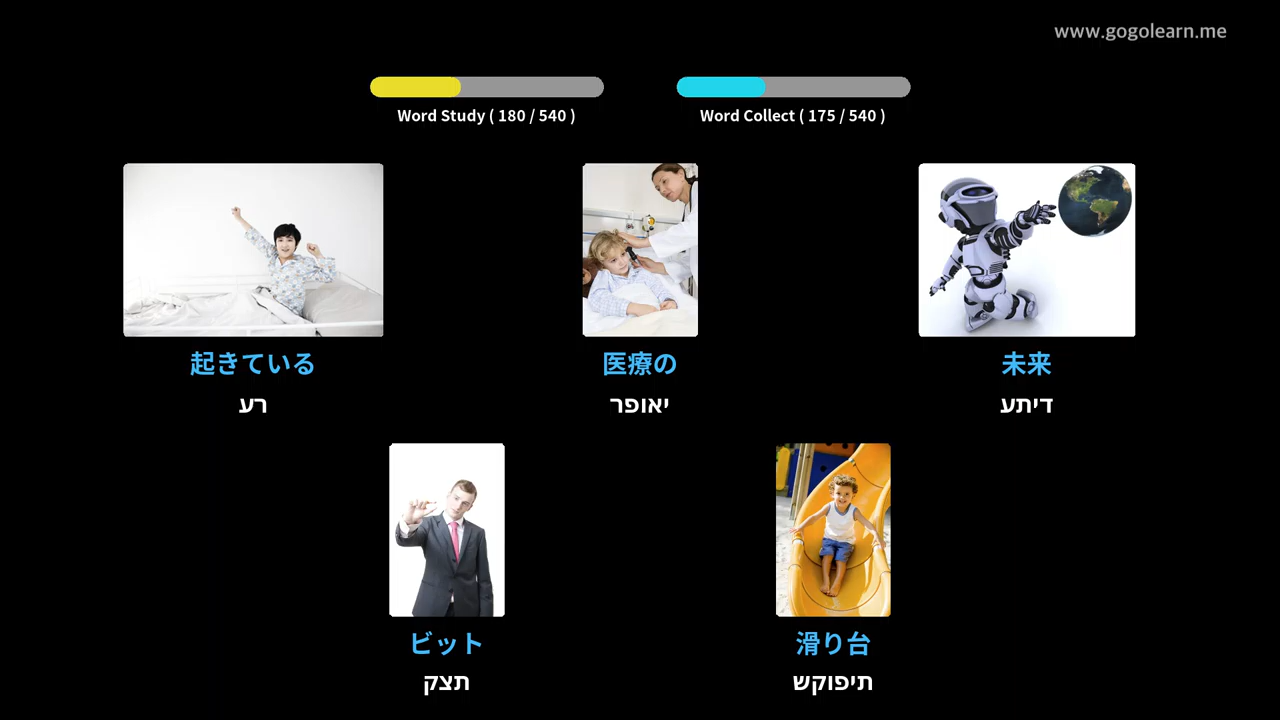 www.gogolearn.me
Word Study ( 180 / 540 )
Word Collect ( 175 / 540 )
起きている
רע
医療の
יאופר
未来
דיתע
ビット
תצק
滑り台
תיפוקש